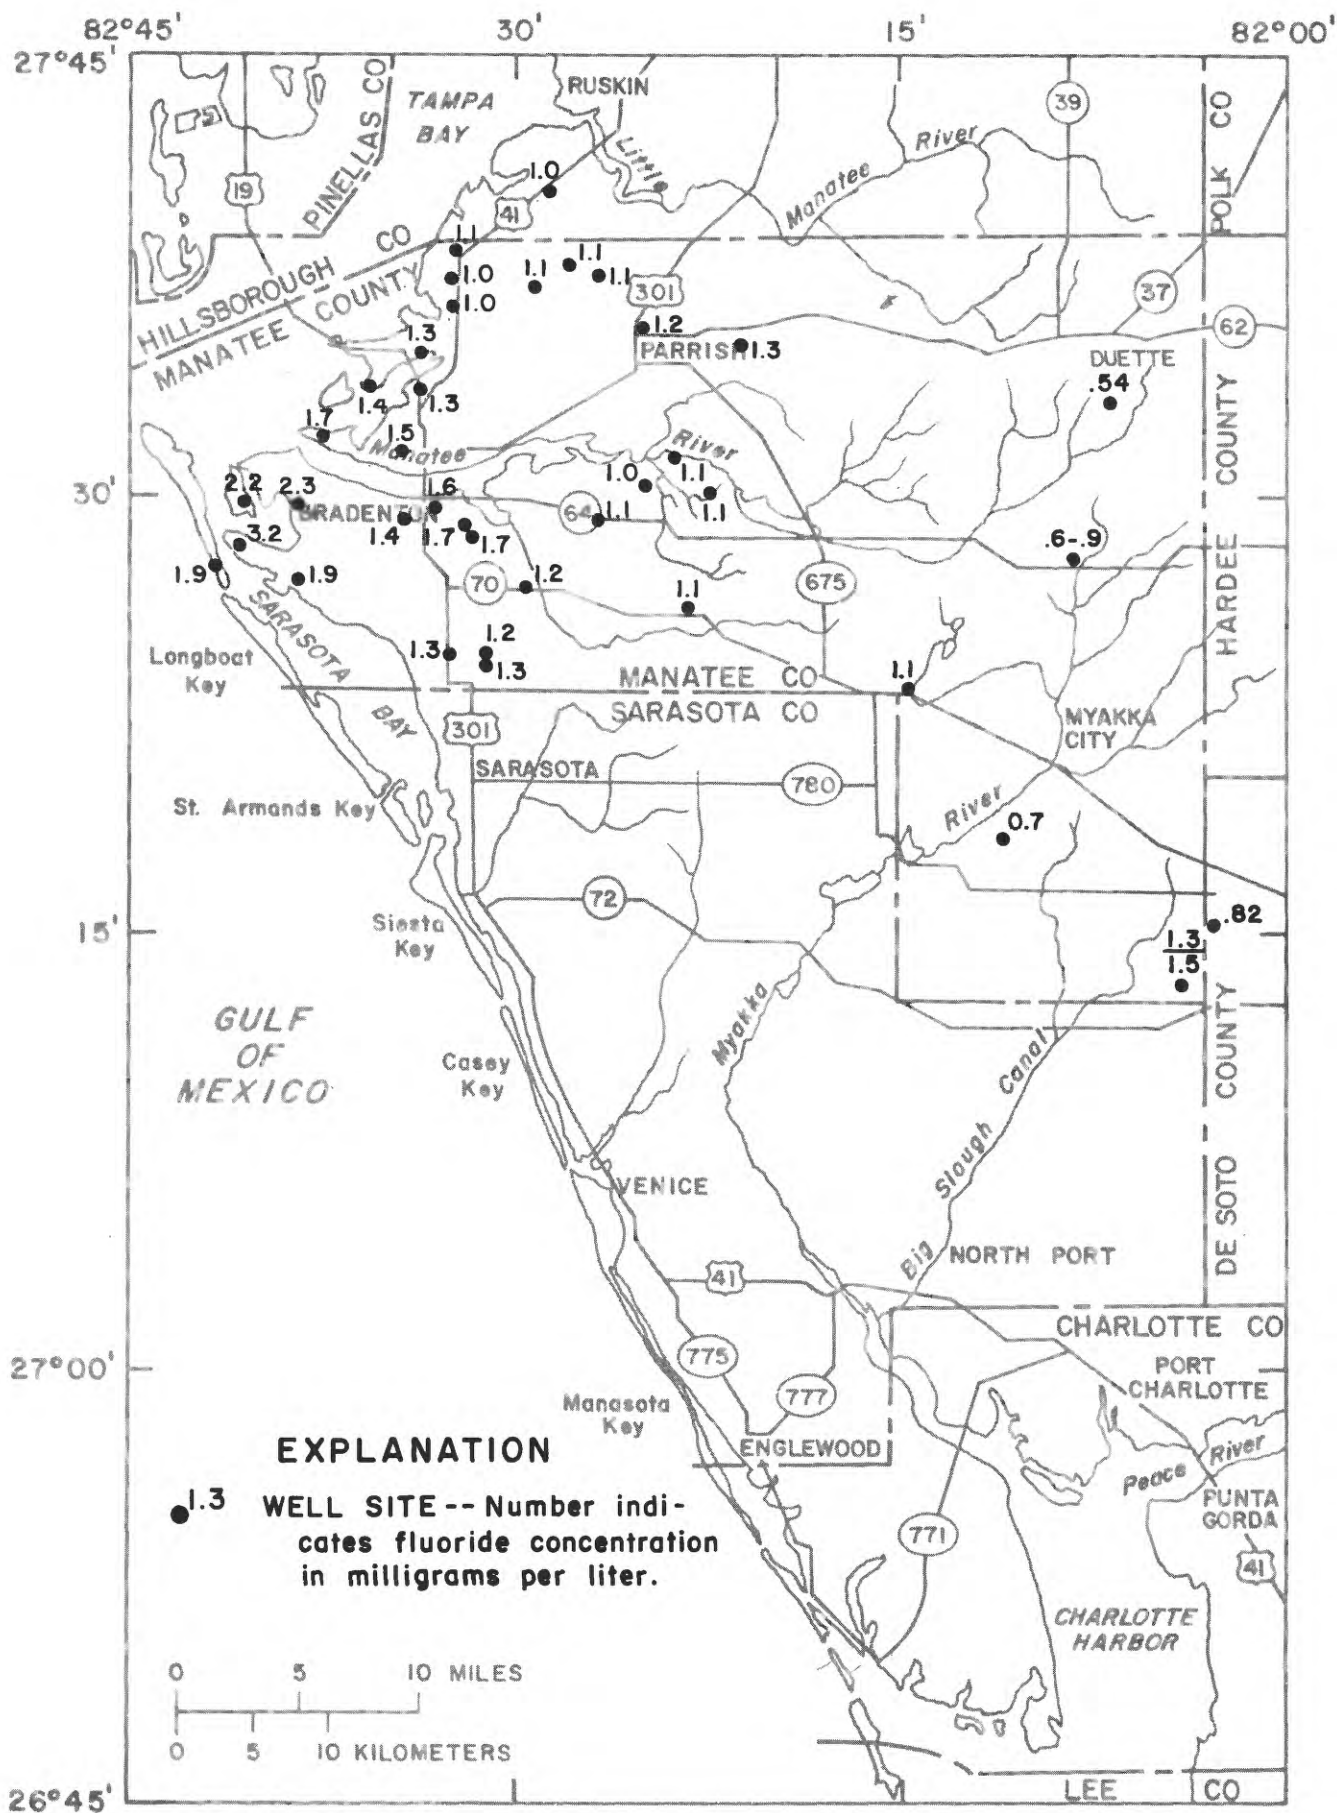 82°45'
30'
15'
82°00'
27°45'
RUSKIN
TAMPA
BAY
PINELLAS CO
39
POLK CO
Little
Manatee
River
19
1.0
41
1.1
1.0
1.0
1.1
1.1
1.1
301
37
HILLSBOROUGH CO
MANATEE COUNTY
1.2
62
1.3
PARRISH
1.3
DUETTE
.54
1.4
1.3
1.7
1.5
Manatee
River
HARDEE COUNTY
30'
2.2
2.3
1.6
1.0
1.1
1.1
BRADENTON
64
1.1
1.4
1.7
1.7
3.2
.6-.9
1.9
1.9
70
1.2
675
1.1
SARASOTA
BAY
Longboat
Key
1.3
1.2
1.3
MANATEE CO
SARASOTA CO
1.1
301
MYAKKA
CITY
SARASOTA
780
St. Armands Key
River
0.7
72
Siesta
Key
15'
.82
1.3
1.5
GULF
OF
MEXICO
Myakka
Casey
Key
Big Slough Canal
DE SOTO COUNTY
VENICE
NORTH PORT
41
CHARLOTTE CO
27°00'
775
777
PORT
CHARLOTTE
Manasota
Key
ENGLEWOOD
Peace River
PUNTA
GORDA
41
771
CHARLOTTE
HARBOR
EXPLANATION
1.3
WELL SITE -- Number indi-
cates fluoride concentration
in milligrams per liter.
0 5 10 MILES
0 5 10 KILOMETERS
26°45'
LEE CO